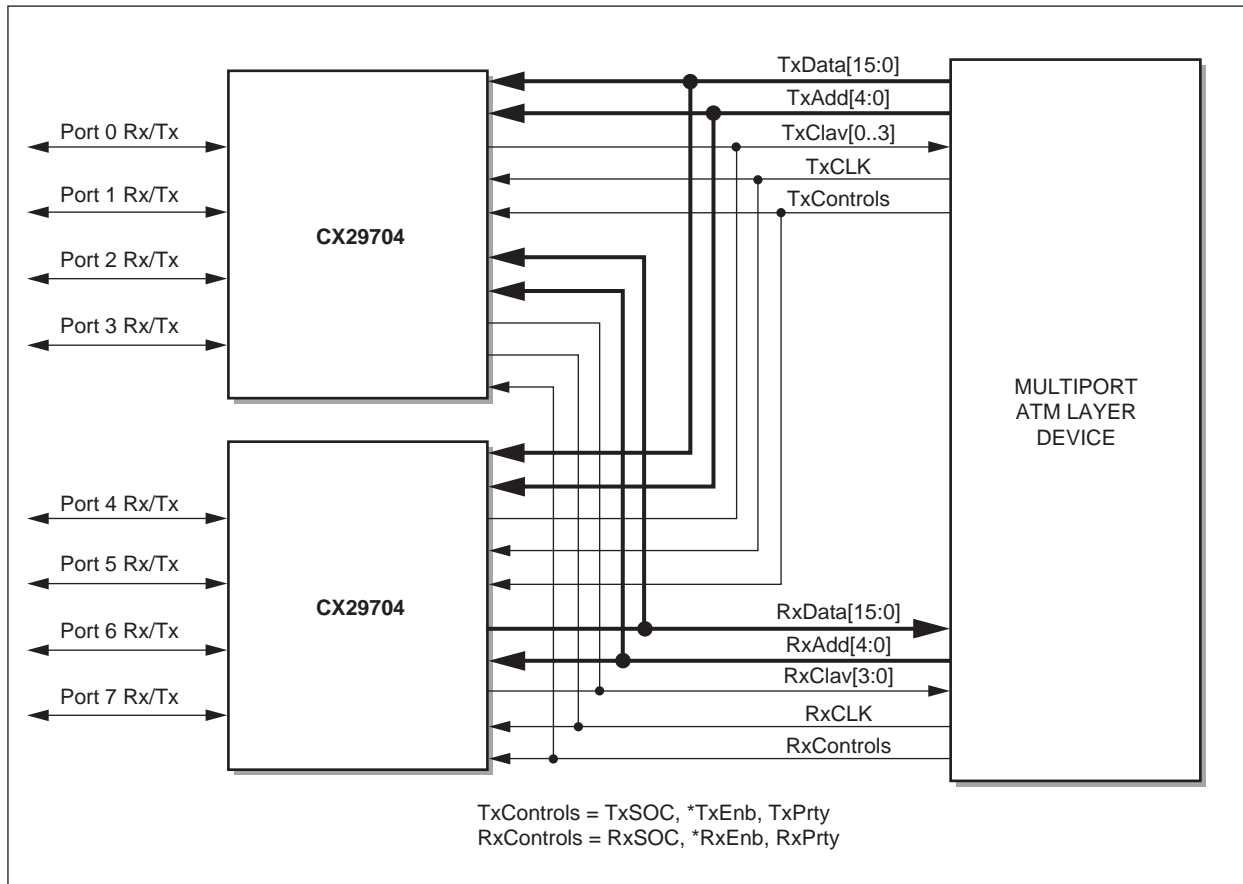 TxData[15:0]
TxAdd[4:0]
TxClav[0..3]
TxCLK
TxControls
Port 0 Rx/Tx
Port 1 Rx/Tx
Port 2 Rx/Tx
Port 3 Rx/Tx
CX29704
MULTIPORT
ATM LAYER
DEVICE
Port 4 Rx/Tx
Port 5 Rx/Tx
Port 6 Rx/Tx
Port 7 Rx/Tx
CX29704
RxData[15:0]
RxAdd[4:0]
RxClav[3:0]
RxCLK
RxControls
TxControls = TxSOC, *TxEnb, TxPrty
RxControls = RxSOC, *RxEnb, RxPrty